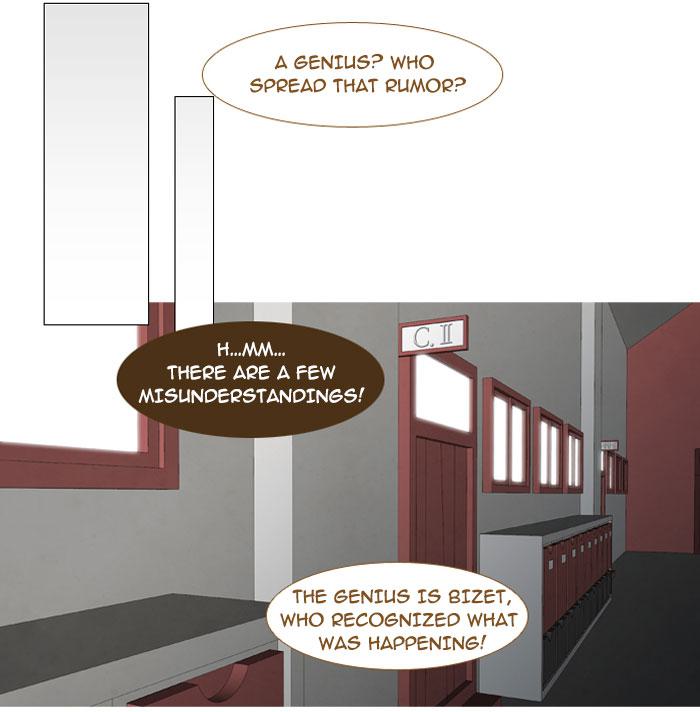 A GENIUS? WHO
SPREAD THAT RUMOR?
H...MM...
THERE ARE A FEW
MISUNDERSTANDINGS!
C. II
THE GENIUS IS BIZET,
WHO RECOGNIZED WHAT
WAS HAPPENING!